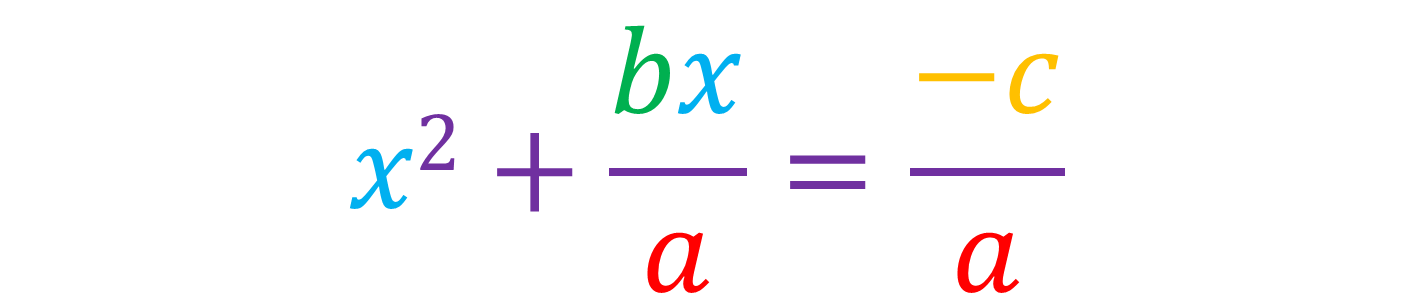 x² + bx/a = −c/a